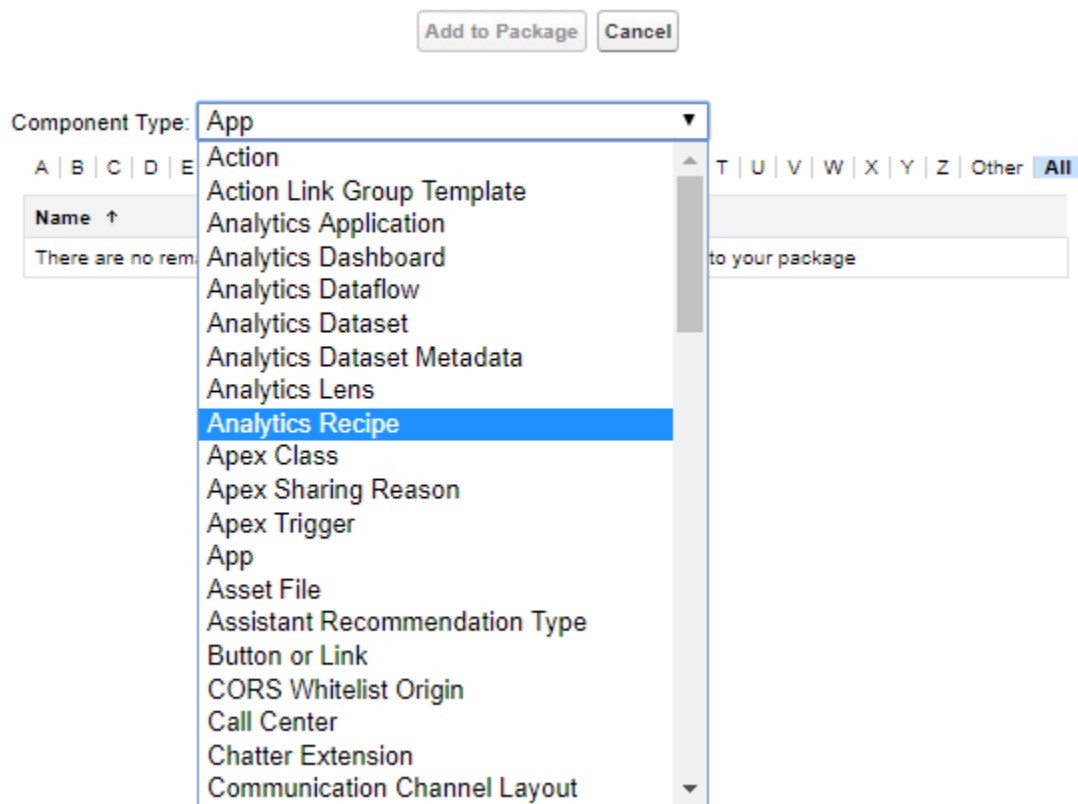 Add to Package Cancel
Component Type: App
A | B | C | D | E T | U | V | W | X | Y | Z | Other | All
Action
Action Link Group Template
Name ↑
Analytics Application
There are no to your package
Analytics Dashboard
Analytics Dataflow
Analytics Dataset
Analytics Dataset Metadata
Analytics Lens
Analytics Recipe
Apex Class
Apex Sharing Reason
Apex Trigger
App
Asset File
Assistant Recommendation Type
Button or Link
CORS Whitelist Origin
Call Center
Chatter Extension
Communication Channel Layout